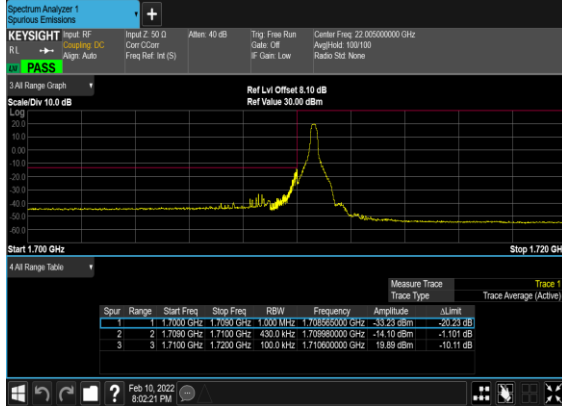 Spectrum Analyzer 1
Spurious Emissions
+
KEYSIGHT Input: RF Input Z: 50 Ω Atten: 40 dB Trig: Free Run Center Freq: 22.005000000 GHz
RL Coupling: DC Corr CCorr Gate: Off Avg|Hold: 100/100
Align: Auto Freq Ref: Int (S) IF Gain: Low Radio Std: None
PASS
3 All Range Graph
Ref Lvl Offset 8.10 dB
Scale/Div 10.0 dB Ref Value 30.00 dBm
Log
20.0
10.0
0.00
-10.0
-20.0
-30.0
-40.0
-50.0
-60.0
Start 1.700 GHz Stop 1.720 GH
4 All Range Table
Measure Trace Trace 1
Trace Type Trace Average (Active)
Spur Range Start Freq Stop Freq RBW Frequency Amplitude ΔLimit
1 1 1.7000 GHz 1.7090 GHz 1.000 MHz 1.708565000 GHz -33.23 dBm -20.23 dB
2 2 1.7090 GHz 1.7100 GHz 430.0 kHz 1.709980000 GHz -14.10 dBm -1.101 dB
3 3 1.7100 GHz 1.7200 GHz 100.0 kHz 1.710600000 GHz 19.89 dBm -10.11 dB
? Feb 10, 2022
8:02:21 PM